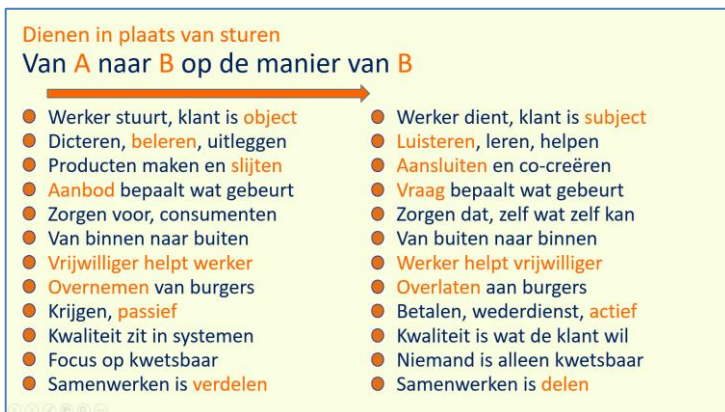 Dienen in plaats van sturen
Van A naar B op de manier van B
Werker stuurt, klant is object
Dicteren, beleren, uitleggen
Producten maken en slijten
Aanbod bepaalt wat gebeurt
Zorgen voor, consumenten
Van binnen naar buiten
Vrijwilliger helpt werker
Overnemen van burgers
Krijgen, passief
Kwaliteit zit in systemen
Focus op kwetsbaar
Samenwerken is verdelen
Werker dient, klant is subject
Luisteren, leren, helpen
Aansluiten en co-creëren
Vraag bepaalt wat gebeurt
Zorgen dat, zelf wat zelf kan
Van buiten naar binnen
Werker helpt vrijwilliger
Overlaten aan burgers
Betalen, wederdienst, actief
Kwaliteit is wat de klant wil
Niemand is alleen kwetsbaar
Samenwerken is delen